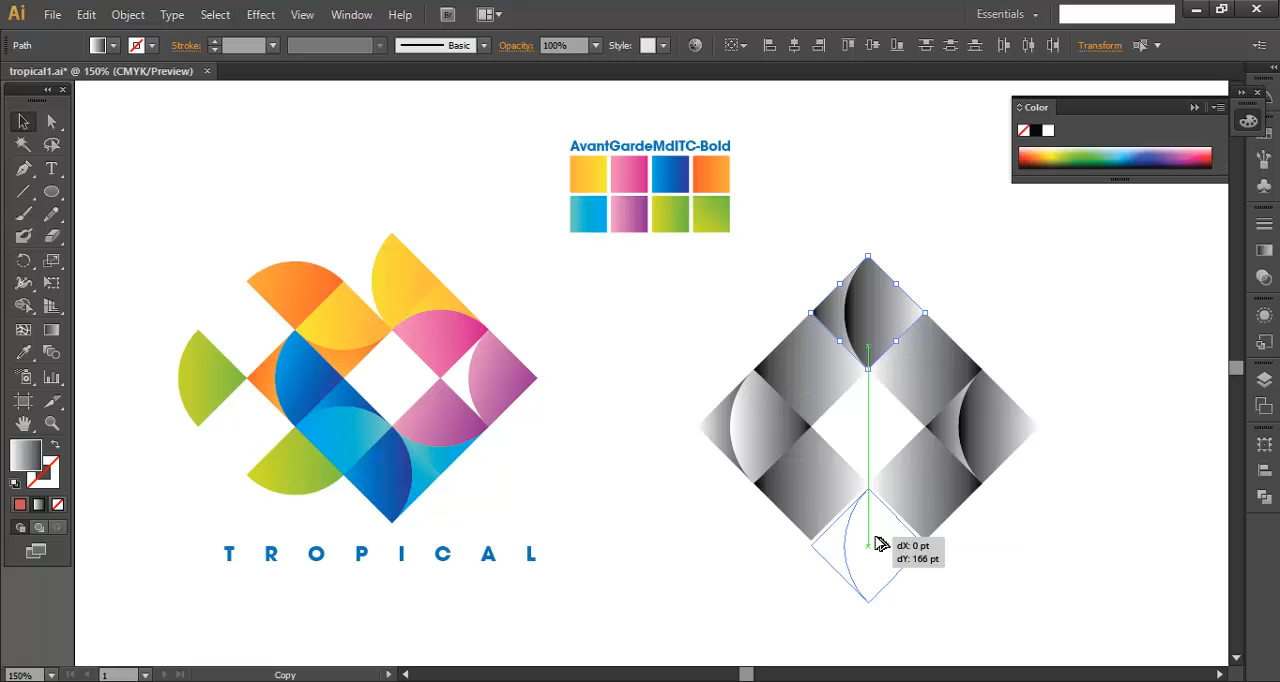 Ai File Edit Object Type Select Effect View Window Help Br Essentials
Path Stroke: Basic Opacity: 100% Style: Transform
tropical1.ai* @ 150% (CMYK/Preview)
Color
AvantGardeMdITC-Bold
dX: 0 pt
dY: 166 pt
T R O P I C A L
150% 1 Copy